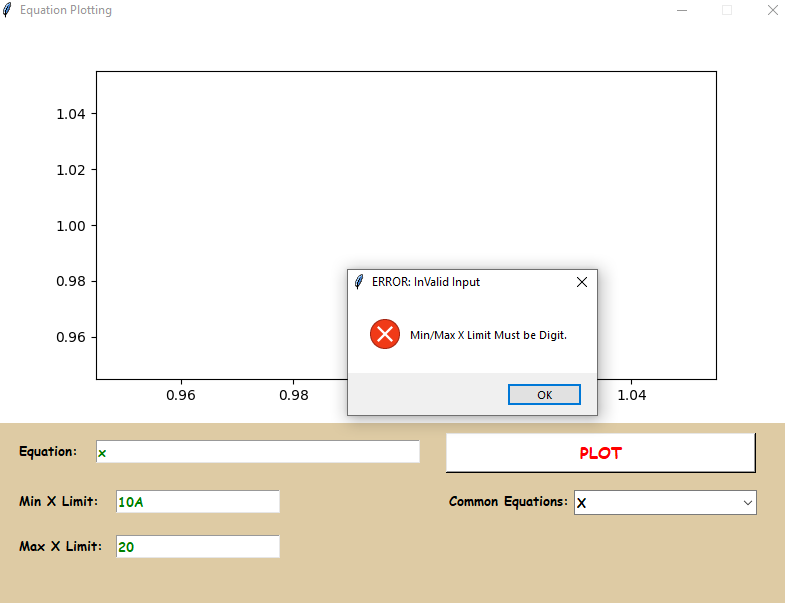 Equation Plotting
1.04
1.02
1.00
0.98
0.96
ERROR: InValid Input
Min/Max X Limit Must be Digit.
OK
0.96 0.98 1.04
Equation: x PLOT
Min X Limit: 10A Common Equations: X
Max X Limit: 20